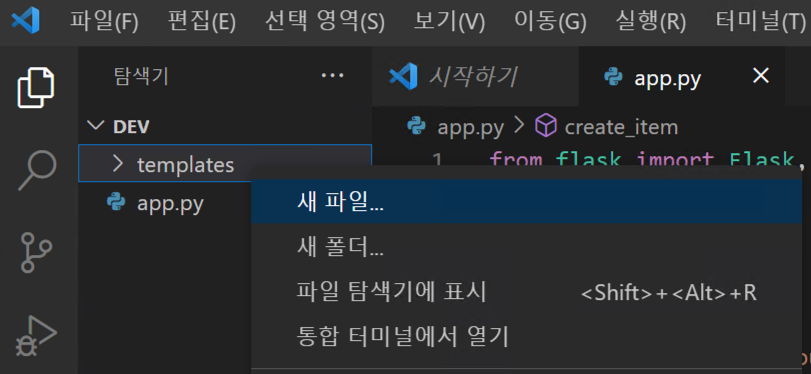 파일(F) 편집(E) 선택 영역(S) 보기(V) 이동(G) 실행(R) 터미널(T)
탐색기 ... 시작하기 app.py
DEV
app.py > create_item
templates
1 from flask import Flask,
app.py
새 파일...
새 폴더...
파일 탐색기에 표시 <Shift>+<Alt>+R
통합 터미널에서 열기